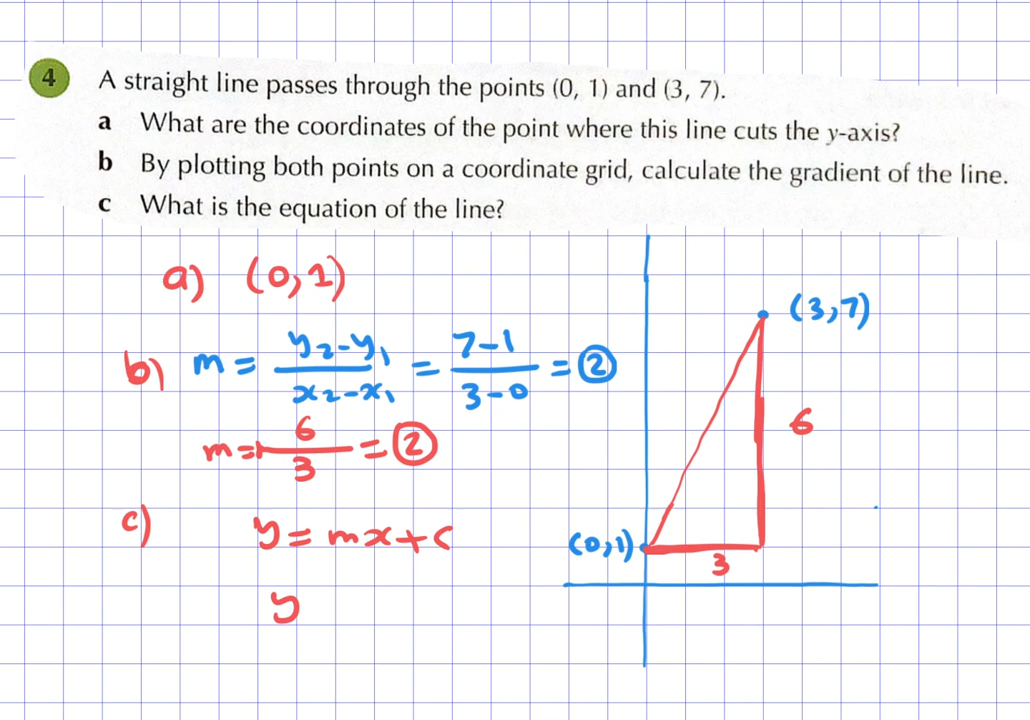 4 A straight line passes through the points (0, 1) and (3, 7).
a What are the coordinates of the point where this line cuts the y-axis?
b By plotting both points on a coordinate grid, calculate the gradient of the line.
c What is the equation of the line?
a) (0,1)
b) m = y₂-y₁ / x₂-x₁ = 7-1 / 3-0 = 2
m = 6 / 3 = 2
c) y = mx+c
y
(3,7)
6
(0,1)
3